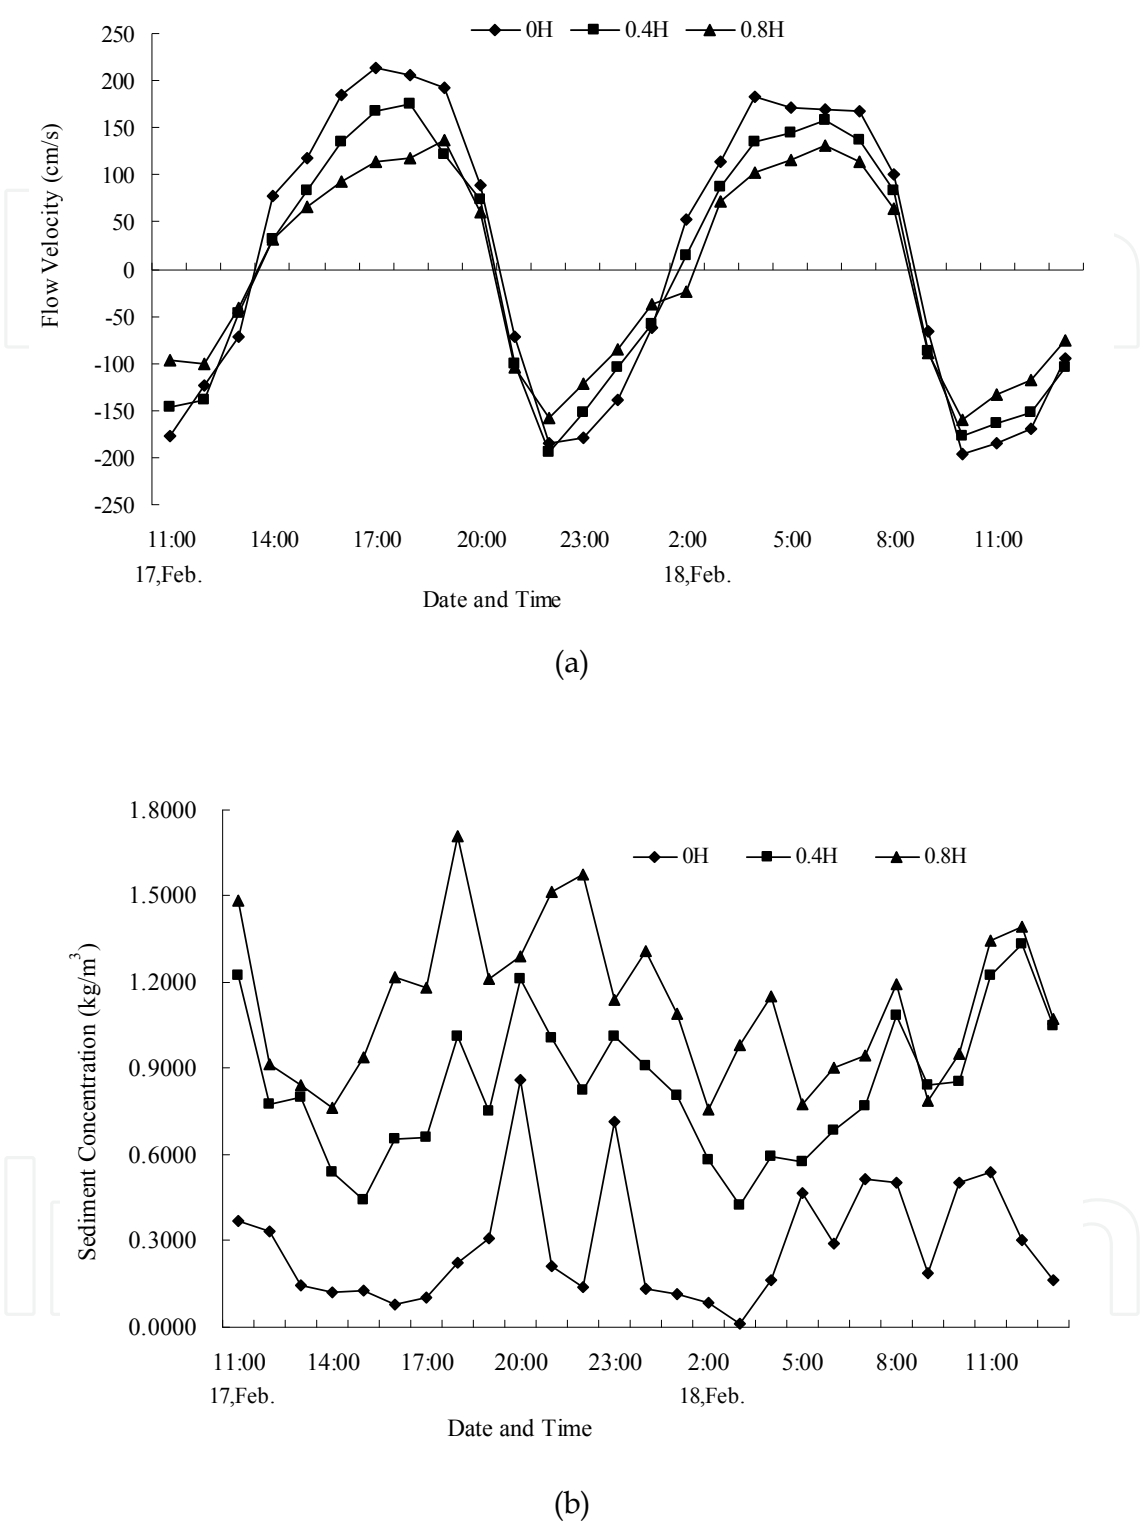 0H 0.4H 0.8H
250
200
150
100
50
0
-50
-100
-150
-200
-250
Flow Velocity (cm/s)
11:00 14:00 17:00 20:00 23:00 2:00 5:00 8:00 11:00
17,Feb. 18,Feb.
Date and Time
(a)
1.8000
1.5000
1.2000
0.9000
0.6000
0.3000
0.0000
0H 0.4H 0.8H
Sediment Concentration (kg/m³)
11:00 14:00 17:00 20:00 23:00 2:00 5:00 8:00 11:00
17,Feb. 18,Feb.
Date and Time
(b)